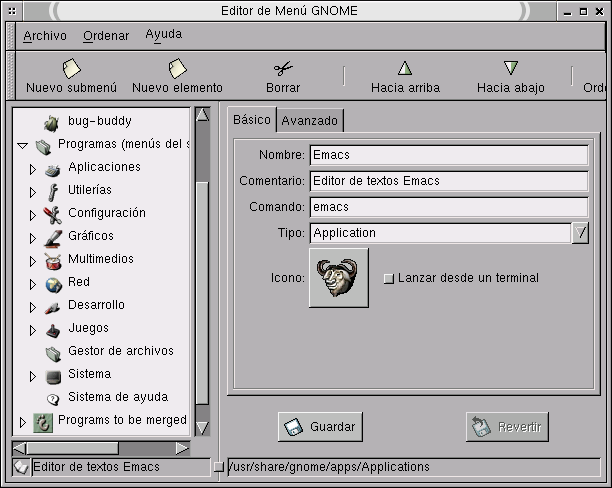 Editor de Menú GNOME
Archivo Ordenar Ayuda
Nuevo submenú Nuevo elemento Borrar Hacia arriba Hacia abajo Orde
bug-buddy
Programas (menús del s
Aplicaciones
Utilerías
Configuración
Gráficos
Multimedios
Red
Desarrollo
Juegos
Gestor de archivos
Sistema
Sistema de ayuda
Programs to be merged
Básico Avanzado
Nombre: Emacs
Comentario: Editor de textos Emacs
Comando: emacs
Tipo: Application
Icono: Lanzar desde un terminal
Guardar Revertir
Editor de textos Emacs /usr/share/gnome/apps/Applications